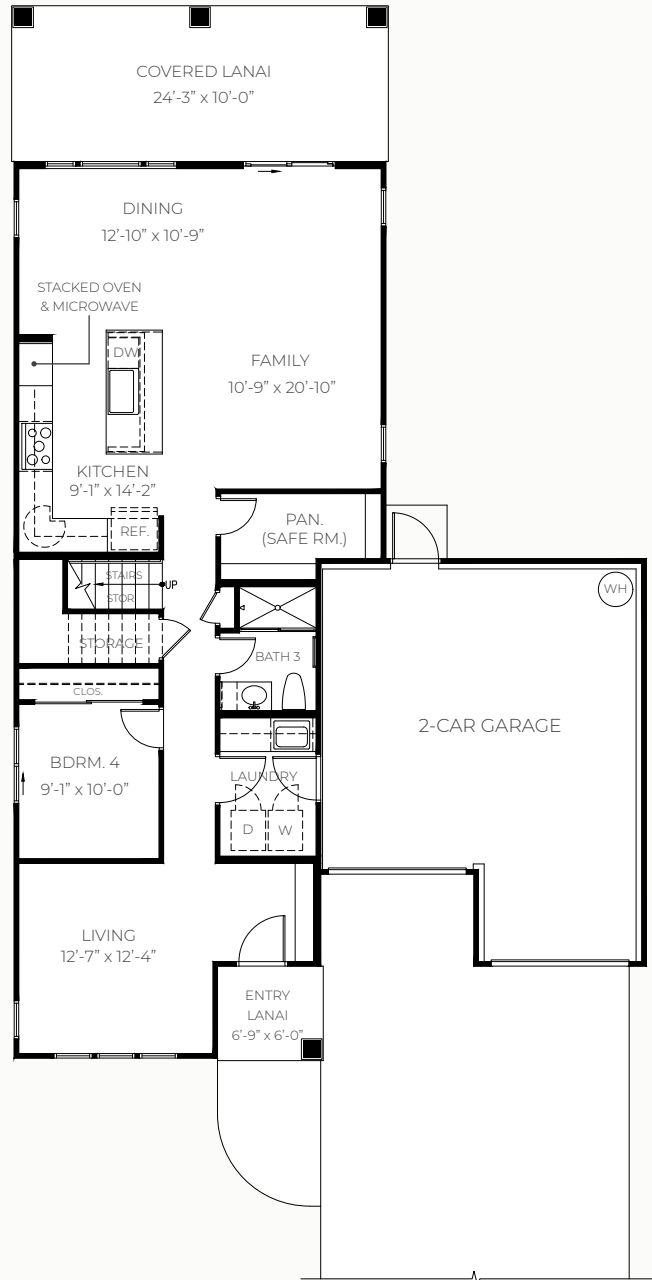 COVERED LANAI
24’-3” x 10’-0”
DINING
12’-10” x 10’-9”
STACKED OVEN
& MICROWAVE
DW
FAMILY
10’-9” x 20’-10”
KITCHEN
9’-1” x 14’-2”
REF.
PAN.
(SAFE RM.)
STAIRS
UP
STOR.
WH
STORAGE
BATH 3
CLOS.
2-CAR GARAGE
BDRM. 4
9’-1” x 10’-0”
LAUNDRY
D
W
LIVING
12’-7” x 12’-4”
ENTRY
LANAI
6’-9” x 6’-0”